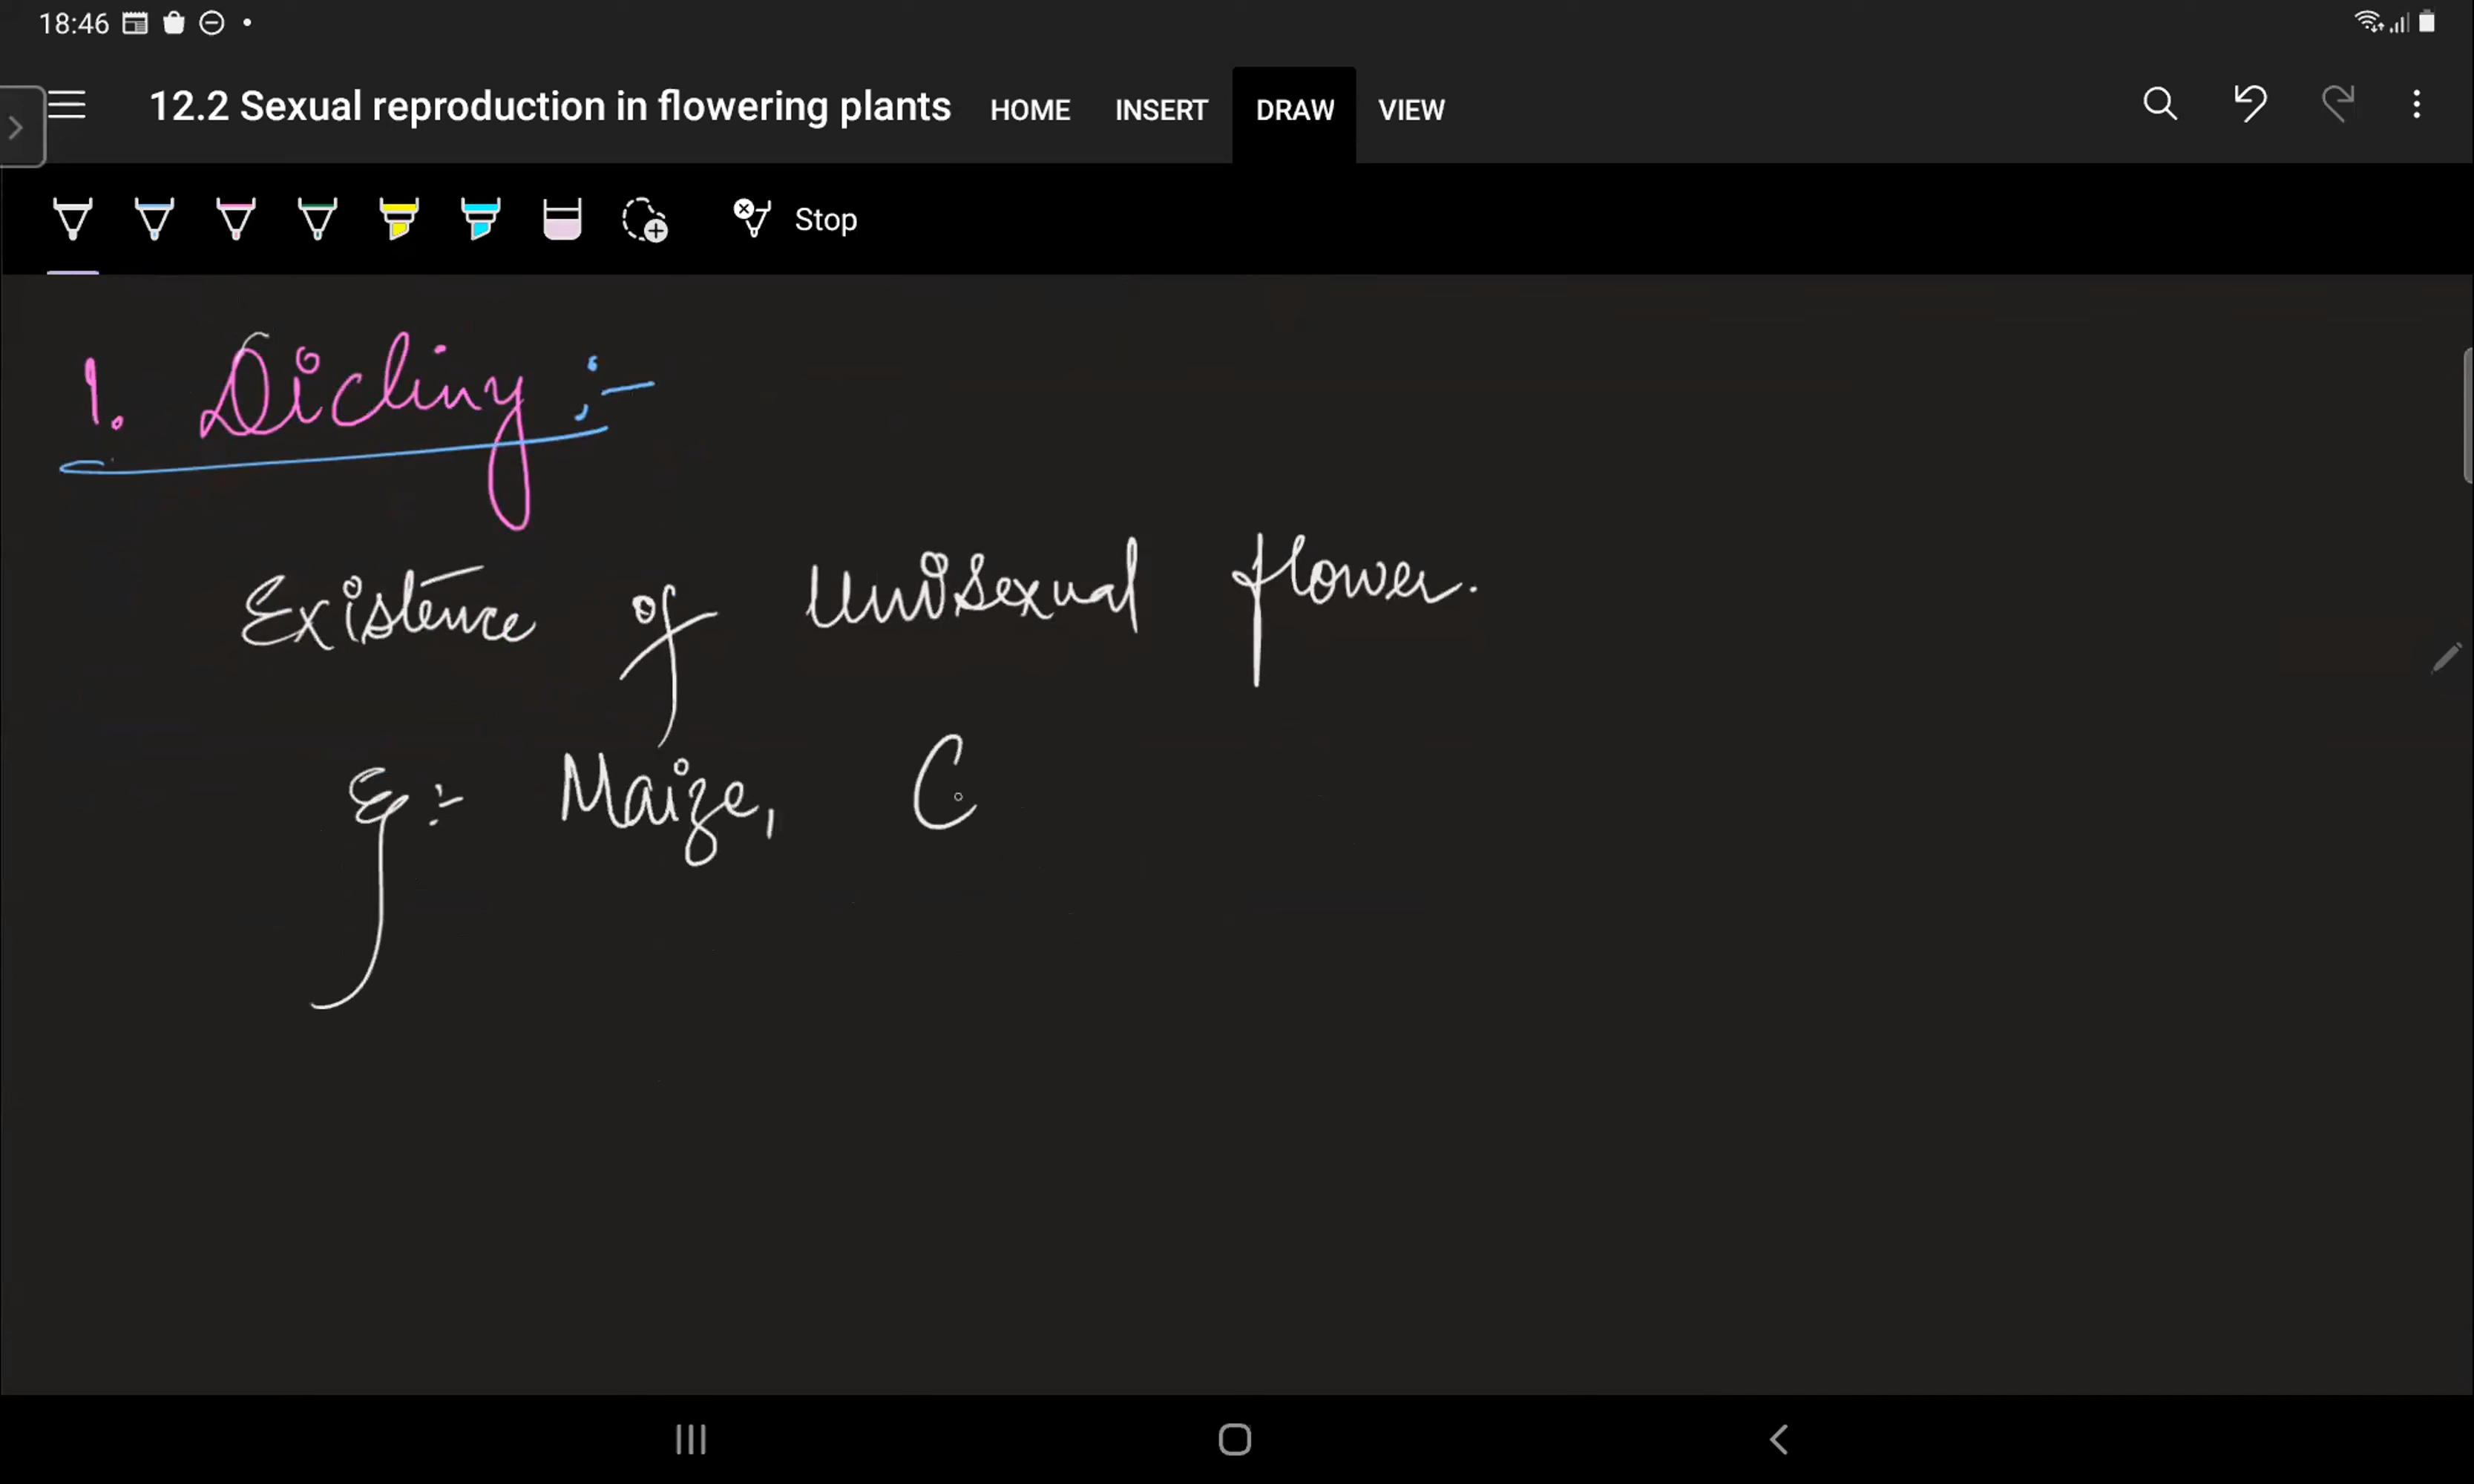 18:46
12.2 Sexual reproduction in flowering plants HOME INSERT DRAW VIEW
Stop
1. Dicliny :-
Existence of Unisexual flower.
Eg :- Maize, C